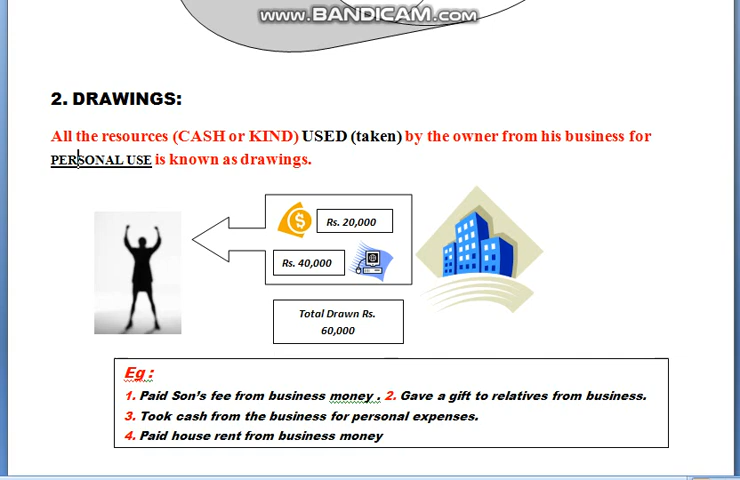 www.BANDICAM.com
2. DRAWINGS:
All the resources (CASH or KIND) USED (taken) by the owner from his business for
PERSONAL USE is known as drawings.
Rs. 20,000
Rs. 40,000
Total Drawn Rs.
60,000
Eg :
1. Paid Son's fee from business money . 2. Gave a gift to relatives from business.
3. Took cash from the business for personal expenses.
4. Paid house rent from business money